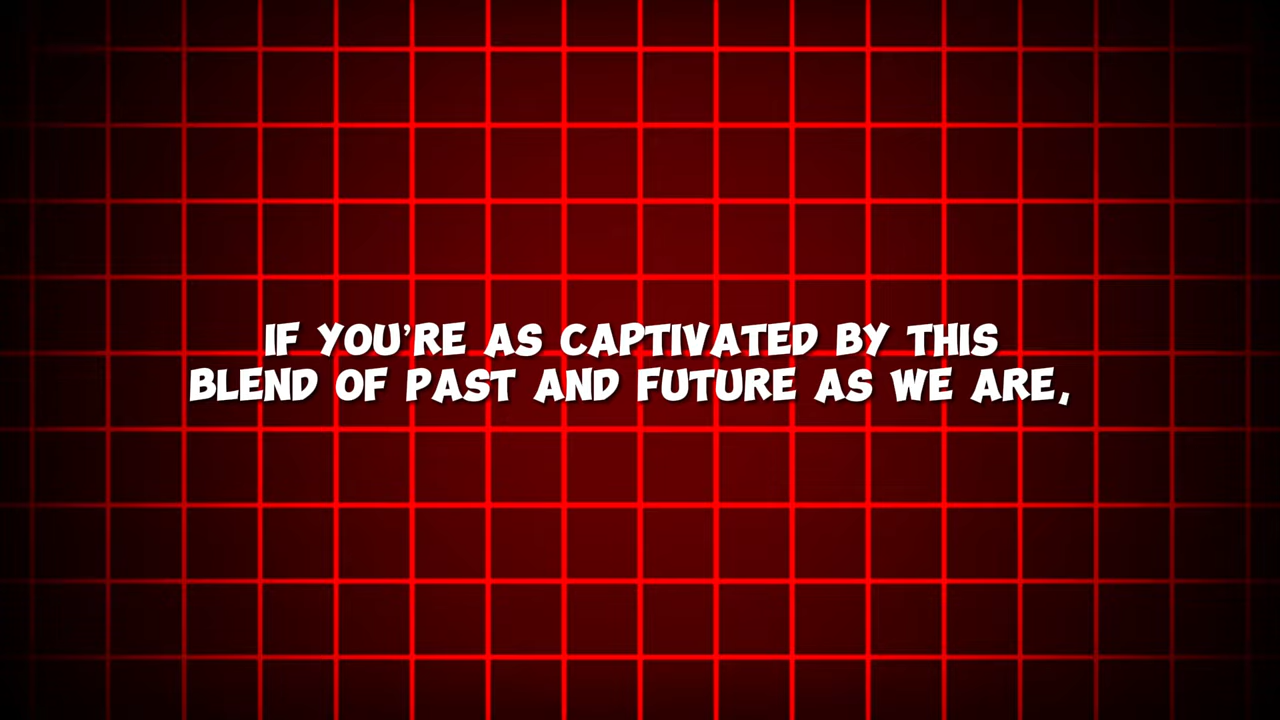 IF YOU'RE AS CAPTIVATED BY THIS
BLEND OF PAST AND FUTURE AS WE ARE,